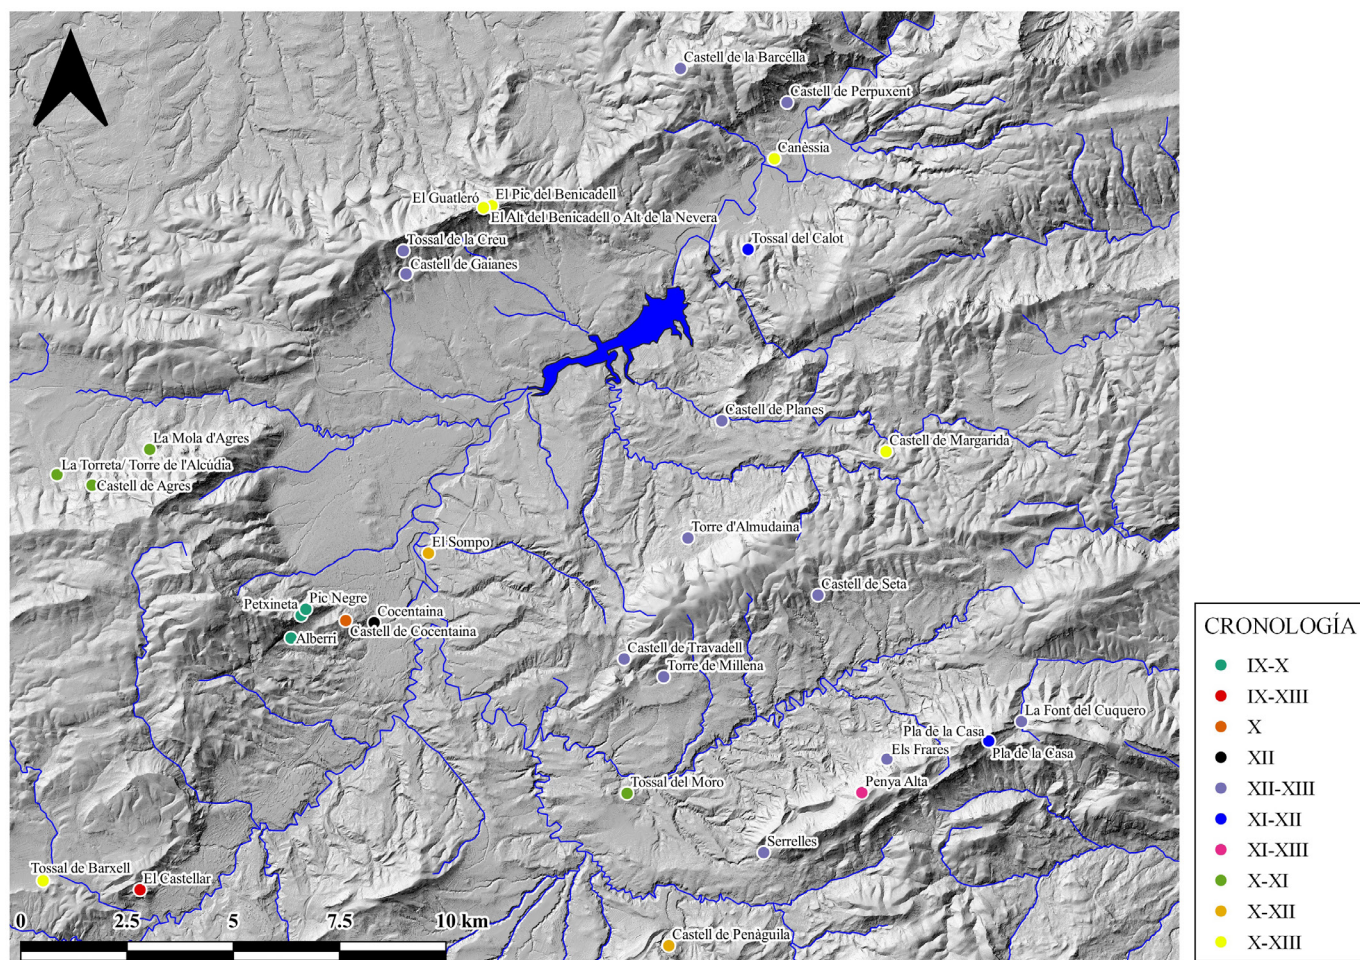 Castell de la Barcella
Castell de Perpuxent
Canèssia
El Guatleró
El Pic del Benicadell
El Alt del Benicadell o Alt de la Nevera
Tossal de la Creu
Tossal del Calot
Castell de Gaianes
Castell de Planes
La Mola d'Agres
Castell de Margarida
La Torreta/ Torre de l'Alcúdia
Castell de Agres
Torre d'Almudaina
El Sompo
Castell de Seta
Pic Negre
Petxineta
Cocentaina
Castell de Cocentaina
Alberri
Castell de Travadell
Torre de Millena
La Font del Cuquero
Pla de la Casa
Els Frares
Pla de la Casa
Tossal del Moro
Penya Alta
Serrelles
Tossal de Barxell
El Castellar
Castell de Penàguila
0 2.5 5 7.5 10 km
CRONOLOGÍA
IX-X
IX-XIII
X
XII
XII-XIII
XI-XII
XI-XIII
X-XI
X-XII
X-XIII